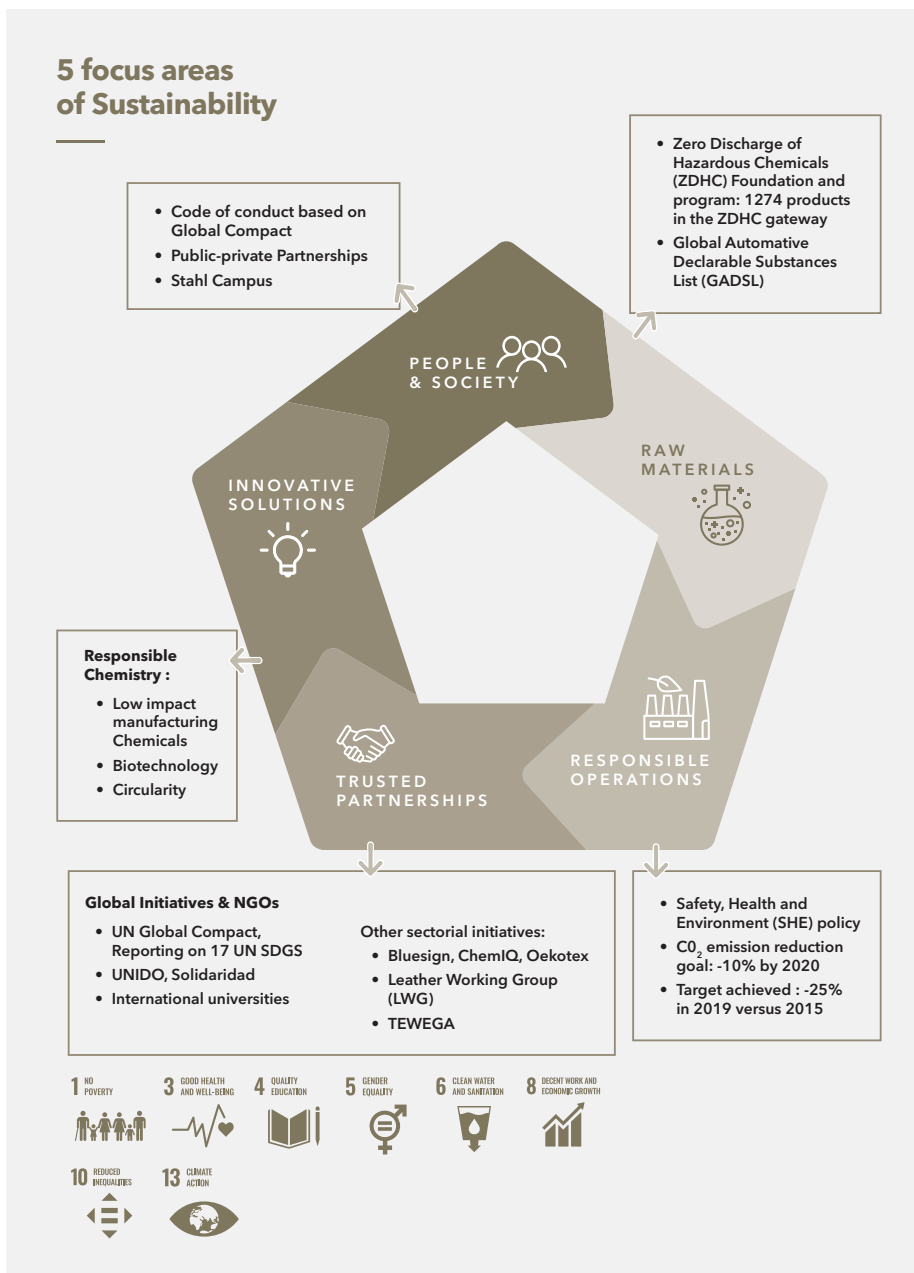 5 focus areas
of Sustainability
• Zero Discharge of
Hazardous Chemicals
(ZDHC) Foundation and
program: 1274 products
in the ZDHC gateway
• Global Automative
Declarable Substances
List (GADSL)
• Code of conduct based on
Global Compact
• Public-private Partnerships
• Stahl Campus
PEOPLE
& SOCIETY
RAW
MATERIALS
INNOVATIVE
SOLUTIONS
Responsible
Chemistry :
• Low impact
manufacturing
Chemicals
• Biotechnology
• Circularity
TRUSTED
PARTNERSHIPS
RESPONSIBLE
OPERATIONS
Global Initiatives & NGOs
• UN Global Compact,
Reporting on 17 UN SDGS
• UNIDO, Solidaridad
• International universities
Other sectorial initiatives:
• Bluesign, ChemIQ, Oekotex
• Leather Working Group
(LWG)
• TEWEGA
• Safety, Health and
Environment (SHE) policy
• C0₂ emission reduction
goal: -10% by 2020
• Target achieved : -25%
in 2019 versus 2015
1 NO
POVERTY
3 GOOD HEALTH
AND WELL-BEING
4 QUALITY
EDUCATION
5 GENDER
EQUALITY
6 CLEAN WATER
AND SANITATION
8 DECENT WORK AND
ECONOMIC GROWTH
10 REDUCED
INEQUALITIES
13 CLIMATE
ACTION